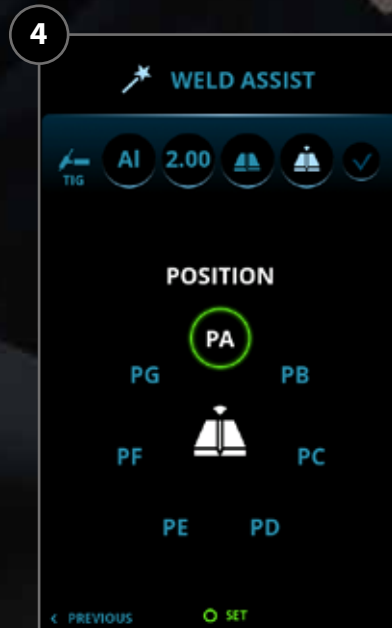 4
WELD ASSIST
TIG Al 2.00
POSITION
PA
PG PB
PF PC
PE PD
< PREVIOUS SET